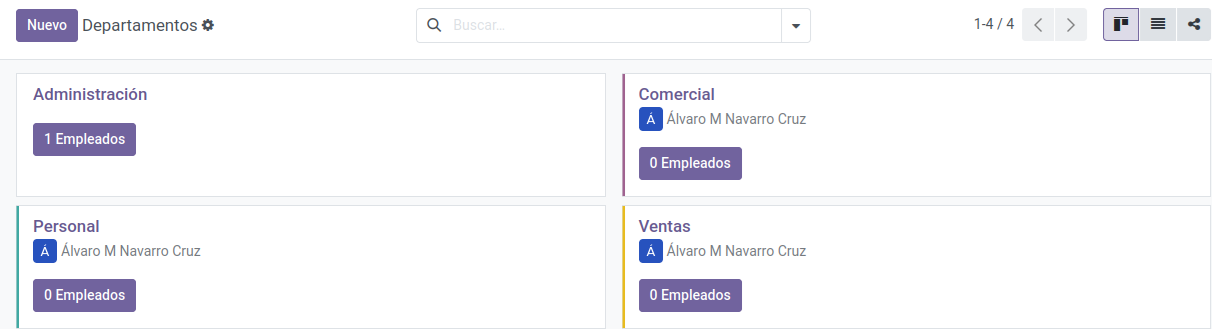 Nuevo Departamentos Buscar... 1-4 / 4
Administración
1 Empleados
Comercial
Á Álvaro M Navarro Cruz
0 Empleados
Personal
Á Álvaro M Navarro Cruz
0 Empleados
Ventas
Á Álvaro M Navarro Cruz
0 Empleados